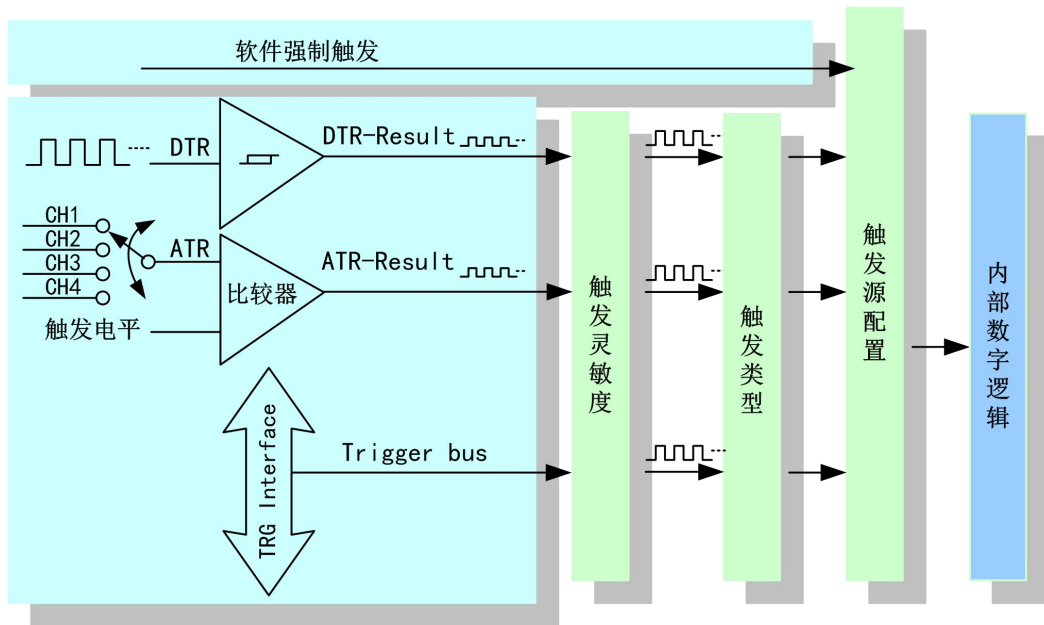 软件强制触发
DTR
DTR-Result
CH1
CH2
CH3
CH4
ATR
ATR-Result
比较器
触发电平
TRG Interface
Trigger bus
触发灵敏度
触发类型
触发源配置
内部数字逻辑